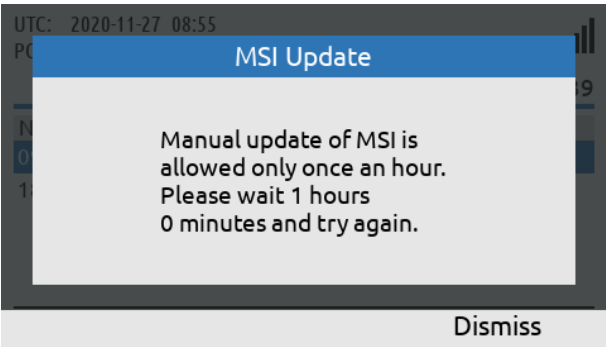 UTC: 2020-11-27 08:55
MSI Update
Manual update of MSI is
allowed only once an hour.
Please wait 1 hours
0 minutes and try again.
Dismiss